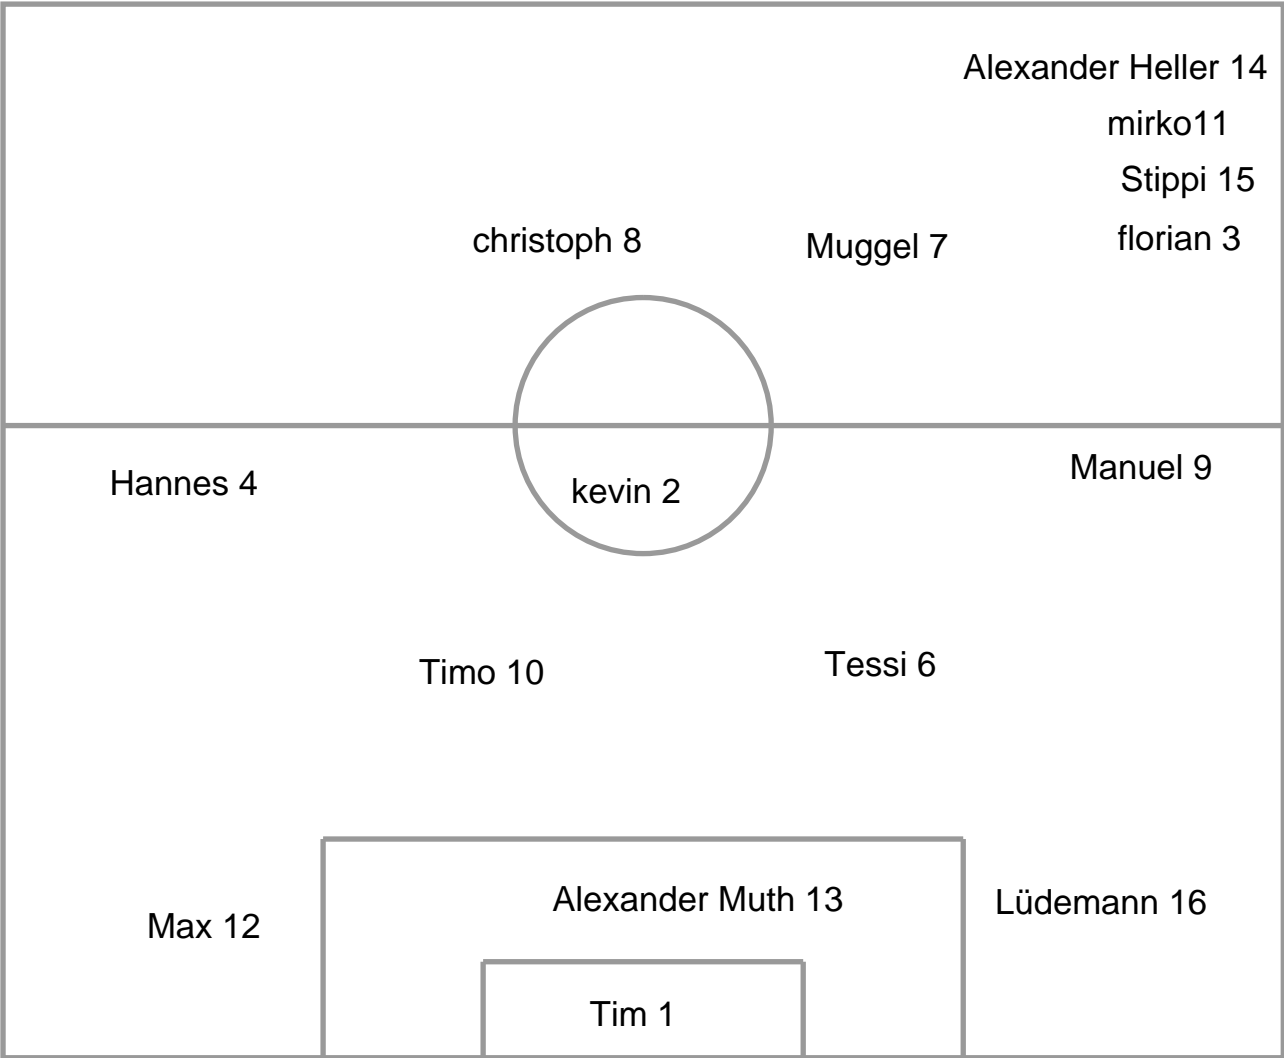 Alexander Heller 14
mirko11
Stippi 15
christoph 8
Muggel 7
florian 3
Hannes 4
kevin 2
Manuel 9
Timo 10
Tessi 6
Max 12
Alexander Muth 13
Lüdemann 16
Tim 1